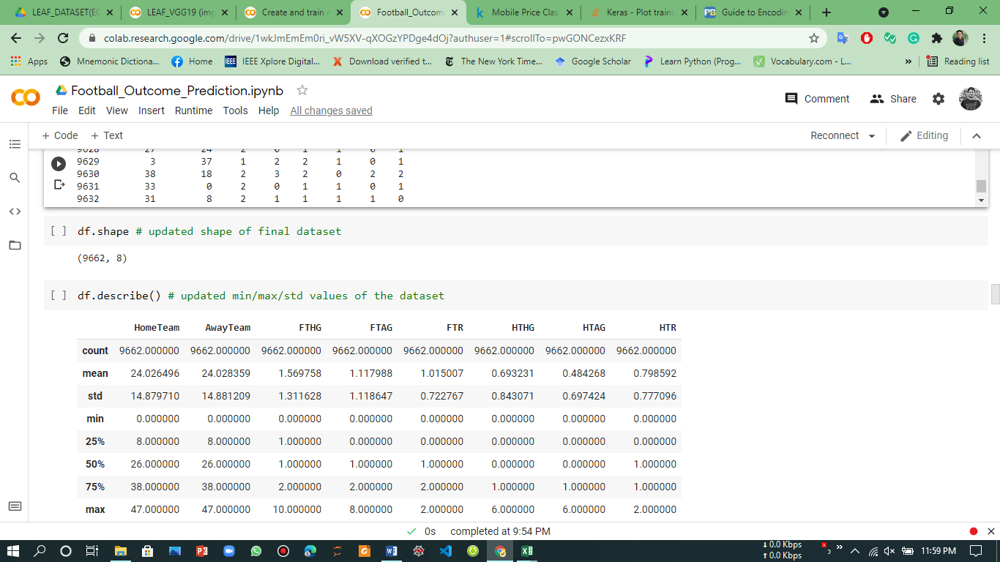 LEAF_DATASET(EC LEAF_VGG19 (img Create and train Football_Outcom Mobile Price Clas Keras - Plot traini Guide to Encodin
colab.research.google.com/drive/1wkJmEmEm0ri_vW5XV-qXOGzYPDge4dOj?authuser=1#scrollTo=pwGONCezxKRF
Apps Mnemonic Dictiona... Home IEEE IEEE Xplore Digital... Download verified t... The New York Time... Google Scholar Learn Python (Prog... Vocabulary.com - L... » Reading list
Football_Outcome_Prediction.ipynb Comment Share
File Edit View Insert Runtime Tools Help All changes saved
+ Code + Text Reconnect Editing
9628 27 24 2 0 1 1 0 1
9629 3 37 1 2 2 1 0 1
9630 38 18 2 3 2 0 2 2
9631 33 0 2 0 1 1 0 1
9632 31 8 2 1 1 1 1 0
[ ] df.shape # updated shape of final dataset
(9662, 8)
[ ] df.describe() # updated min/max/std values of the dataset
HomeTeam AwayTeam FTHG FTAG FTR HTHG HTAG HTR
count 9662.000000 9662.000000 9662.000000 9662.000000 9662.000000 9662.000000 9662.000000 9662.000000
mean 24.026496 24.028359 1.569758 1.117988 1.015007 0.693231 0.484268 0.798592
std 14.879710 14.881209 1.311628 1.118647 0.722767 0.843071 0.697424 0.777096
min 0.000000 0.000000 0.000000 0.000000 0.000000 0.000000 0.000000 0.000000
25% 8.000000 8.000000 1.000000 0.000000 0.000000 0.000000 0.000000 0.000000
50% 26.000000 26.000000 1.000000 1.000000 1.000000 0.000000 0.000000 1.000000
75% 38.000000 38.000000 2.000000 2.000000 2.000000 1.000000 1.000000 1.000000
max 47.000000 47.000000 10.000000 8.000000 2.000000 6.000000 6.000000 2.000000
0s completed at 9:54 PM
0.0 Kbps
0.0 Kbps
11:59 PM